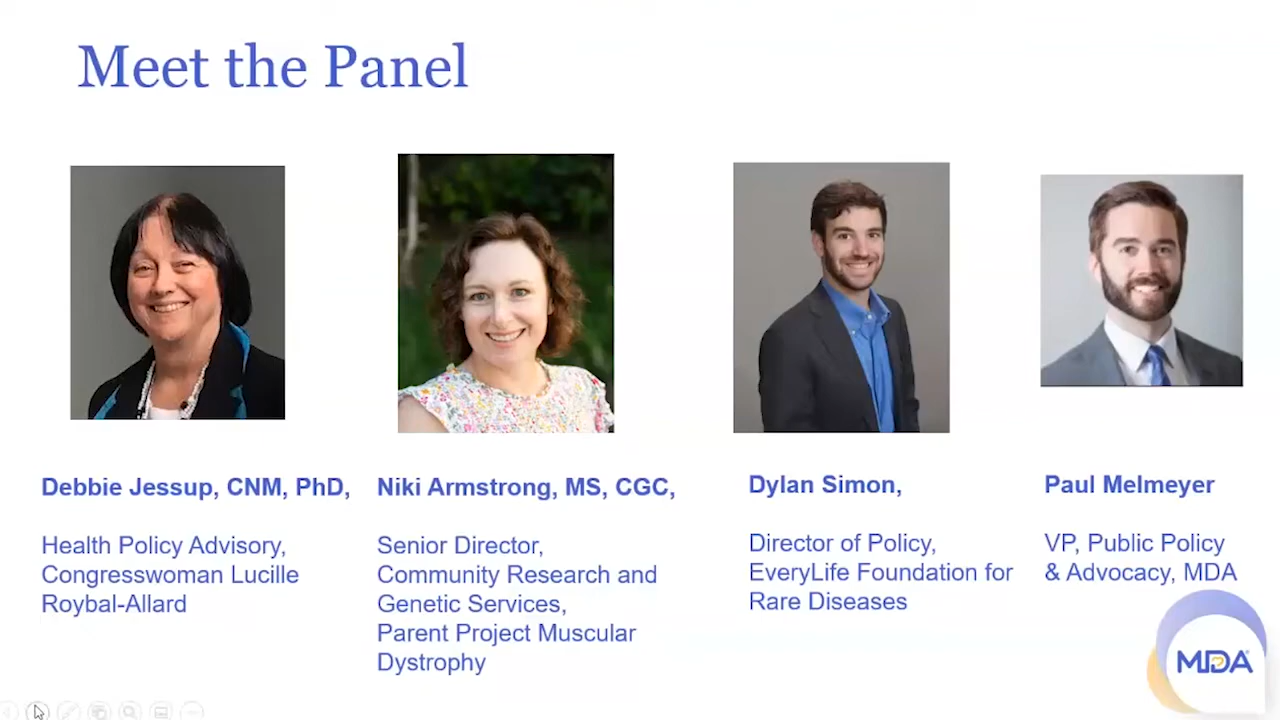 Meet the Panel
Debbie Jessup, CNM, PhD,
Health Policy Advisory,
Congresswoman Lucille
Roybal-Allard
Niki Armstrong, MS, CGC,
Senior Director,
Community Research and
Genetic Services,
Parent Project Muscular
Dystrophy
Dylan Simon,
Director of Policy,
EveryLife Foundation for
Rare Diseases
Paul Melmeyer
VP, Public Policy
& Advocacy, MDA
MDA